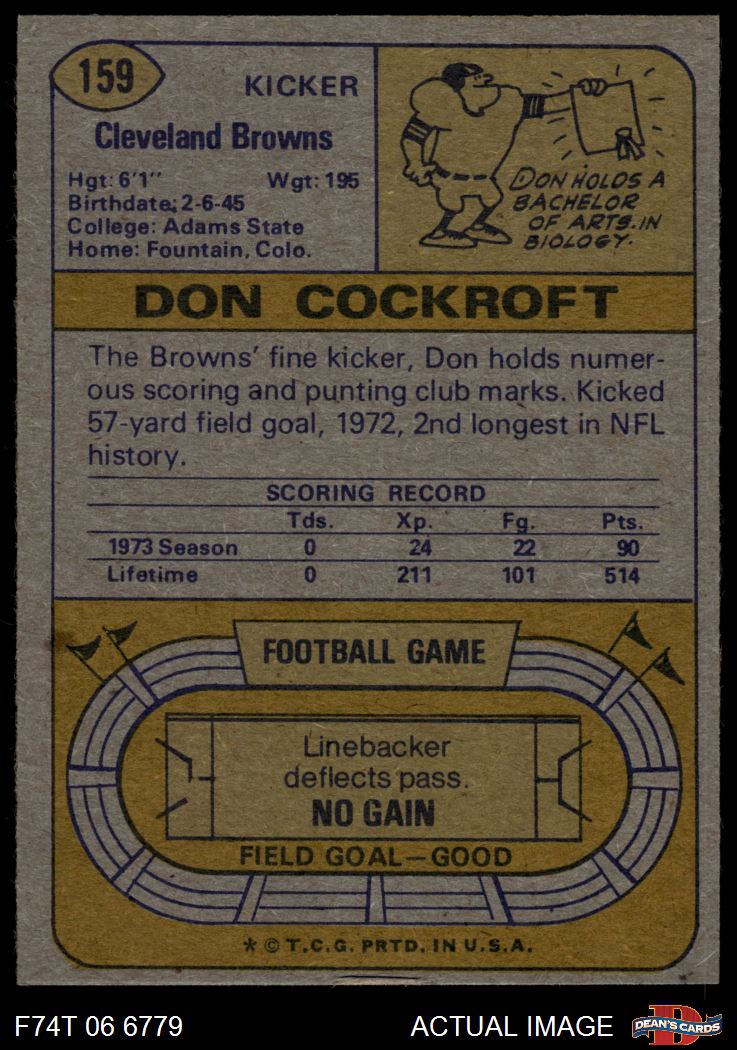 159
KICKER
Cleveland Browns
Hgt: 6'1" Wgt: 195
Birthdate: 2-6-45
College: Adams State
Home: Fountain, Colo.
DON HOLDS A
BACHELOR
OF ARTS. IN
BIOLOGY.
DON COCKROFT
The Browns' fine kicker, Don holds numer-
ous scoring and punting club marks. Kicked
57-yard field goal, 1972, 2nd longest in NFL
history.
SCORING RECORD
Tds. Xp. Fg. Pts.
1973 Season 0 24 22 90
Lifetime 0 211 101 514
FOOTBALL GAME
Linebacker
deflects pass.
NO GAIN
FIELD GOAL—GOOD
* © T.C.G. PRTD. IN U.S.A.
F74T 06 6779 ACTUAL IMAGE
DEAN'S CARDS